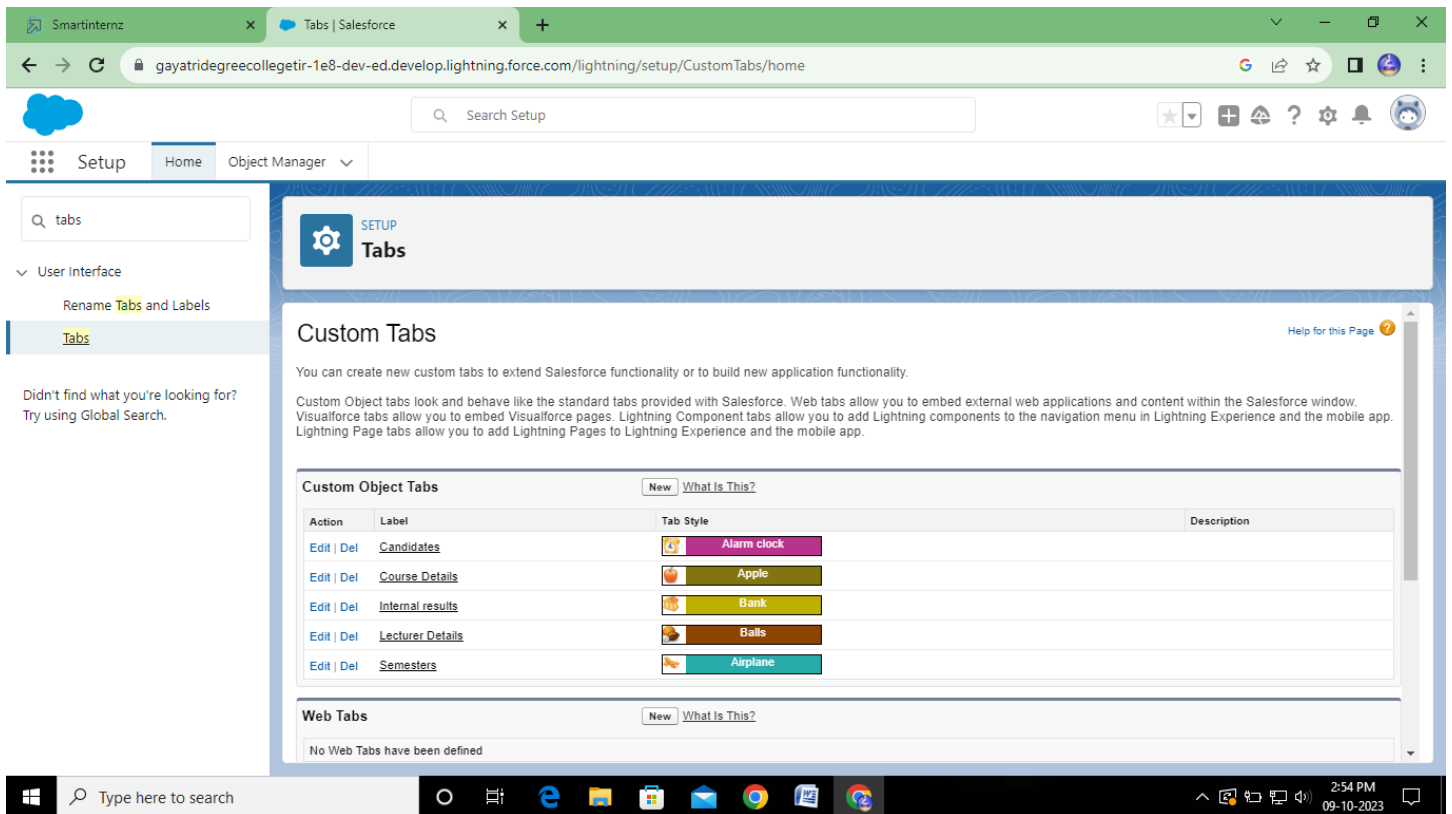 Smartinternz
Tabs | Salesforce
gayatridegreecollegetir-1e8-dev-ed.develop.lightning.force.com/lightning/setup/CustomTabs/home
Search Setup
Setup Home Object Manager
tabs
User Interface
Rename Tabs and Labels
Tabs
Didn't find what you're looking for?
Try using Global Search.
SETUP
Tabs
Custom Tabs
Help for this Page
You can create new custom tabs to extend Salesforce functionality or to build new application functionality.
Custom Object tabs look and behave like the standard tabs provided with Salesforce. Web tabs allow you to embed external web applications and content within the Salesforce window.
Visualforce tabs allow you to embed Visualforce pages. Lightning Component tabs allow you to add Lightning components to the navigation menu in Lightning Experience and the mobile app.
Lightning Page tabs allow you to add Lightning Pages to Lightning Experience and the mobile app.
Custom Object Tabs New What Is This?
Action Label Tab Style Description
Edit | Del Candidates Alarm clock
Edit | Del Course Details Apple
Edit | Del Internal results Bank
Edit | Del Lecturer Details Balls
Edit | Del Semesters Airplane
Web Tabs New What Is This?
No Web Tabs have been defined
Type here to search
2:54 PM
09-10-2023